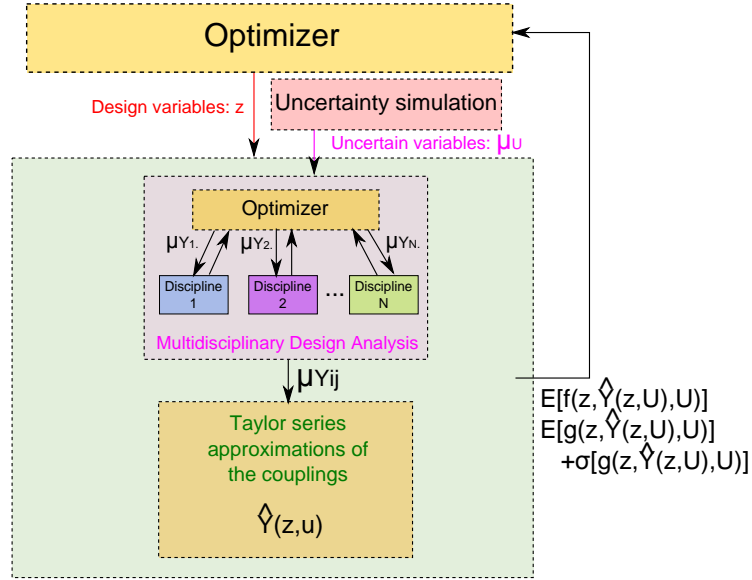 Optimizer
Design variables: z
Uncertainty simulation
Uncertain variables: μU
Optimizer
μY1. μY2. μYN.
Discipline 1
Discipline 2
...
Discipline N
Multidisciplinary Design Analysis
μYij
Taylor series
approximations of
the couplings
Ŷ(z,u)
E[f(z,Ŷ(z,U),U)]
E[g(z,Ŷ(z,U),U)]
+σ[g(z,Ŷ(z,U),U)]